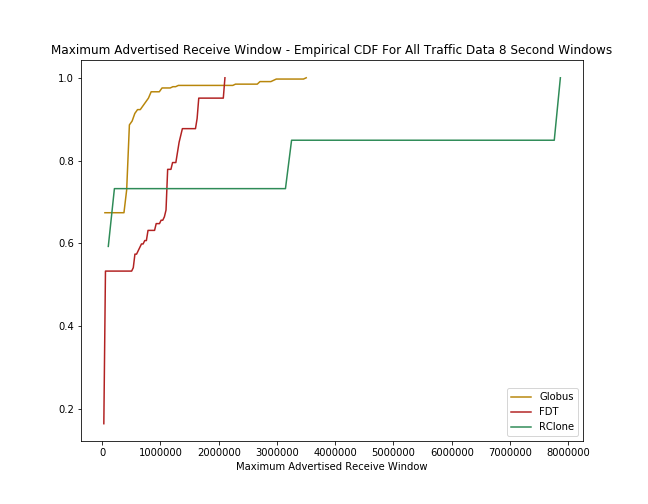 Maximum Advertised Receive Window - Empirical CDF For All Traffic Data 8 Second Windows
1.0
0.8
0.6
0.4
0.2
Globus
FDT
RClone
0 1000000 2000000 3000000 4000000 5000000 6000000 7000000 8000000
Maximum Advertised Receive Window